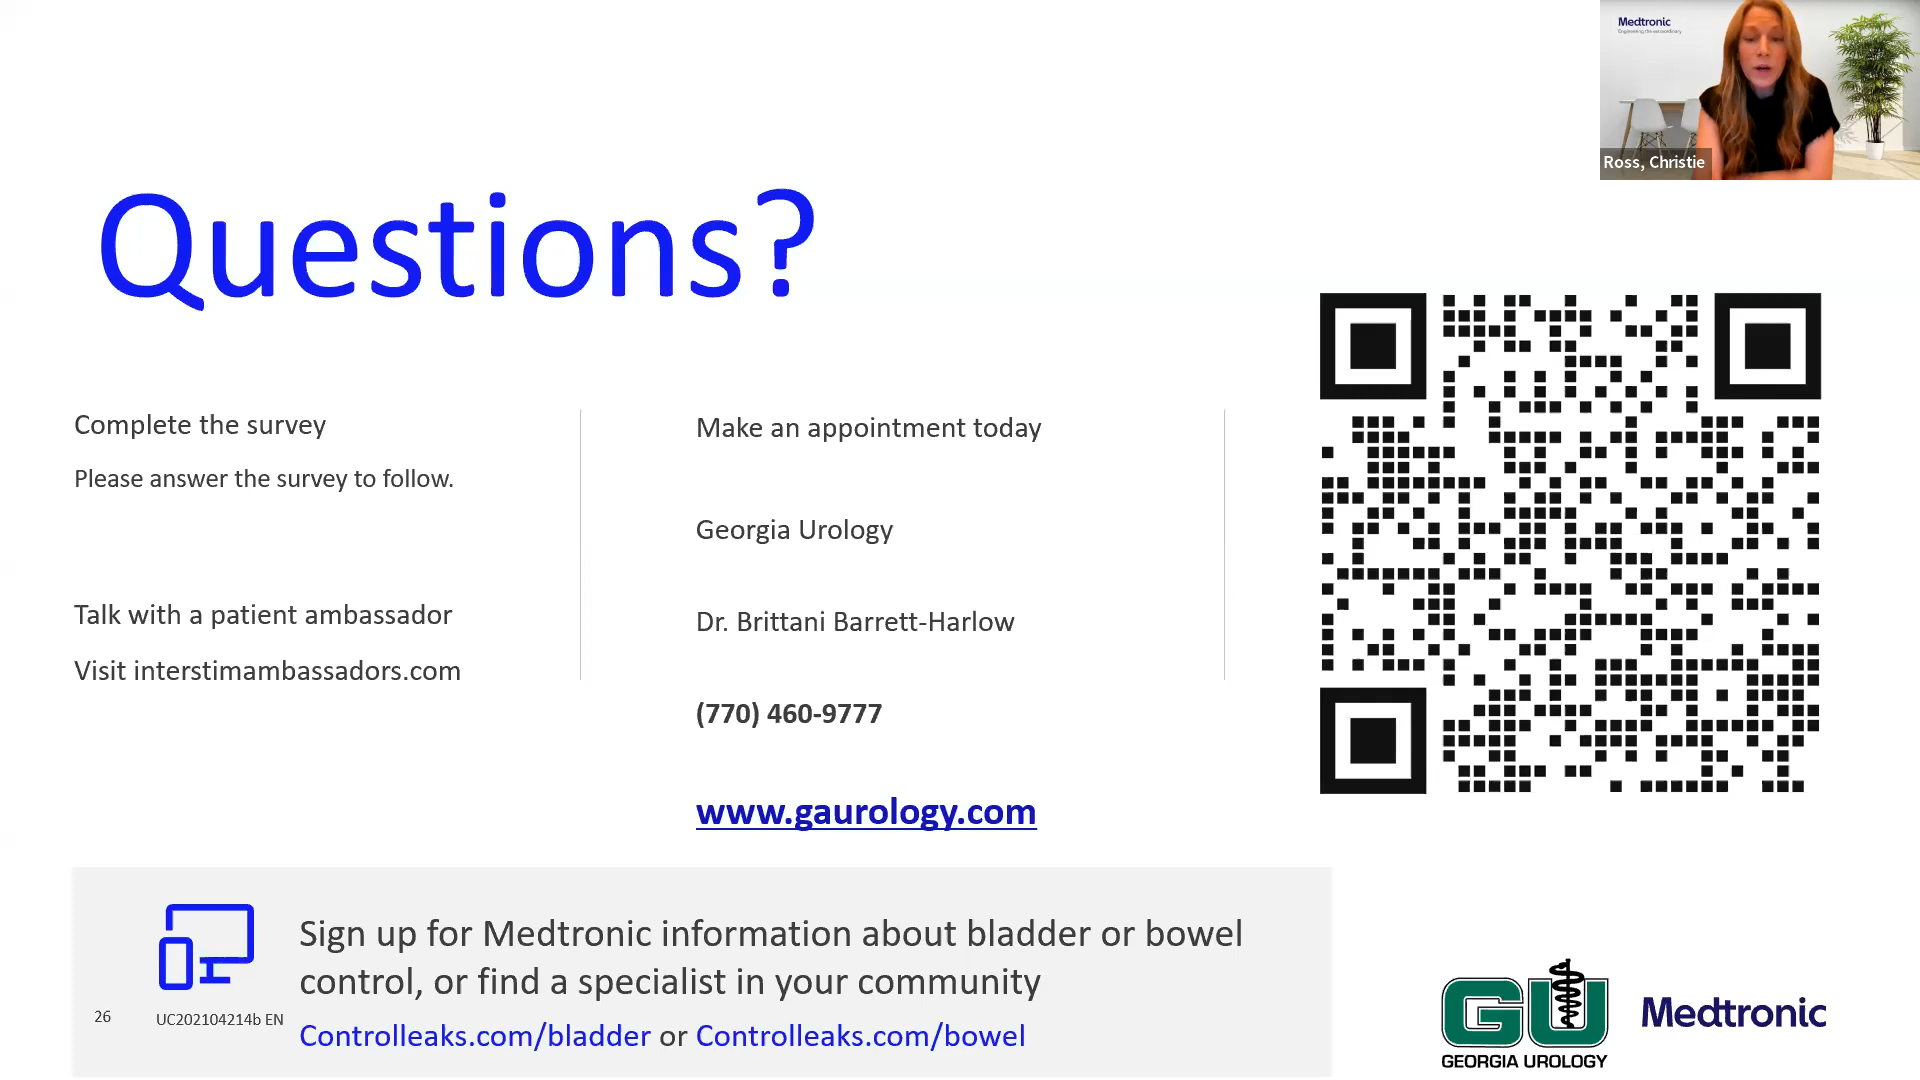 Medtronic
Engineering the extraordinary
Ross, Christie
Questions?
Complete the survey
Please answer the survey to follow.
Talk with a patient ambassador
Visit interstimambassadors.com
Make an appointment today
Georgia Urology
Dr. Brittani Barrett-Harlow
(770) 460-9777
www.gaurology.com
Sign up for Medtronic information about bladder or bowel
control, or find a specialist in your community
Controlleaks.com/bladder or Controlleaks.com/bowel
26
UC202104214b EN
GU
GEORGIA UROLOGY
Medtronic